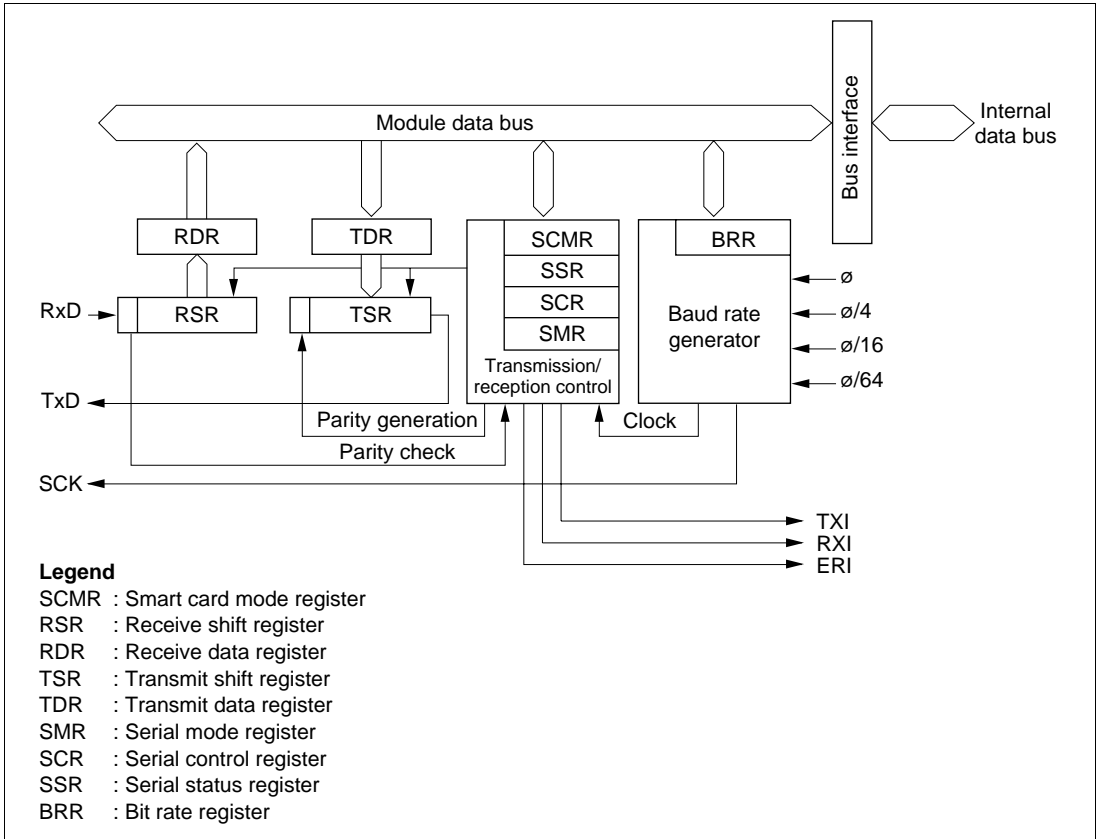 Module data bus
Bus interface
Internal
data bus
RDR
TDR
SCMR
SSR
SCR
SMR
Transmission/
reception control
BRR
Baud rate
generator
ø
ø/4
ø/16
ø/64
RxD
RSR
TSR
TxD
Parity generation
Clock
Parity check
SCK
TXI
RXI
ERI
Legend
SCMR : Smart card mode register
RSR : Receive shift register
RDR : Receive data register
TSR : Transmit shift register
TDR : Transmit data register
SMR : Serial mode register
SCR : Serial control register
SSR : Serial status register
BRR : Bit rate register